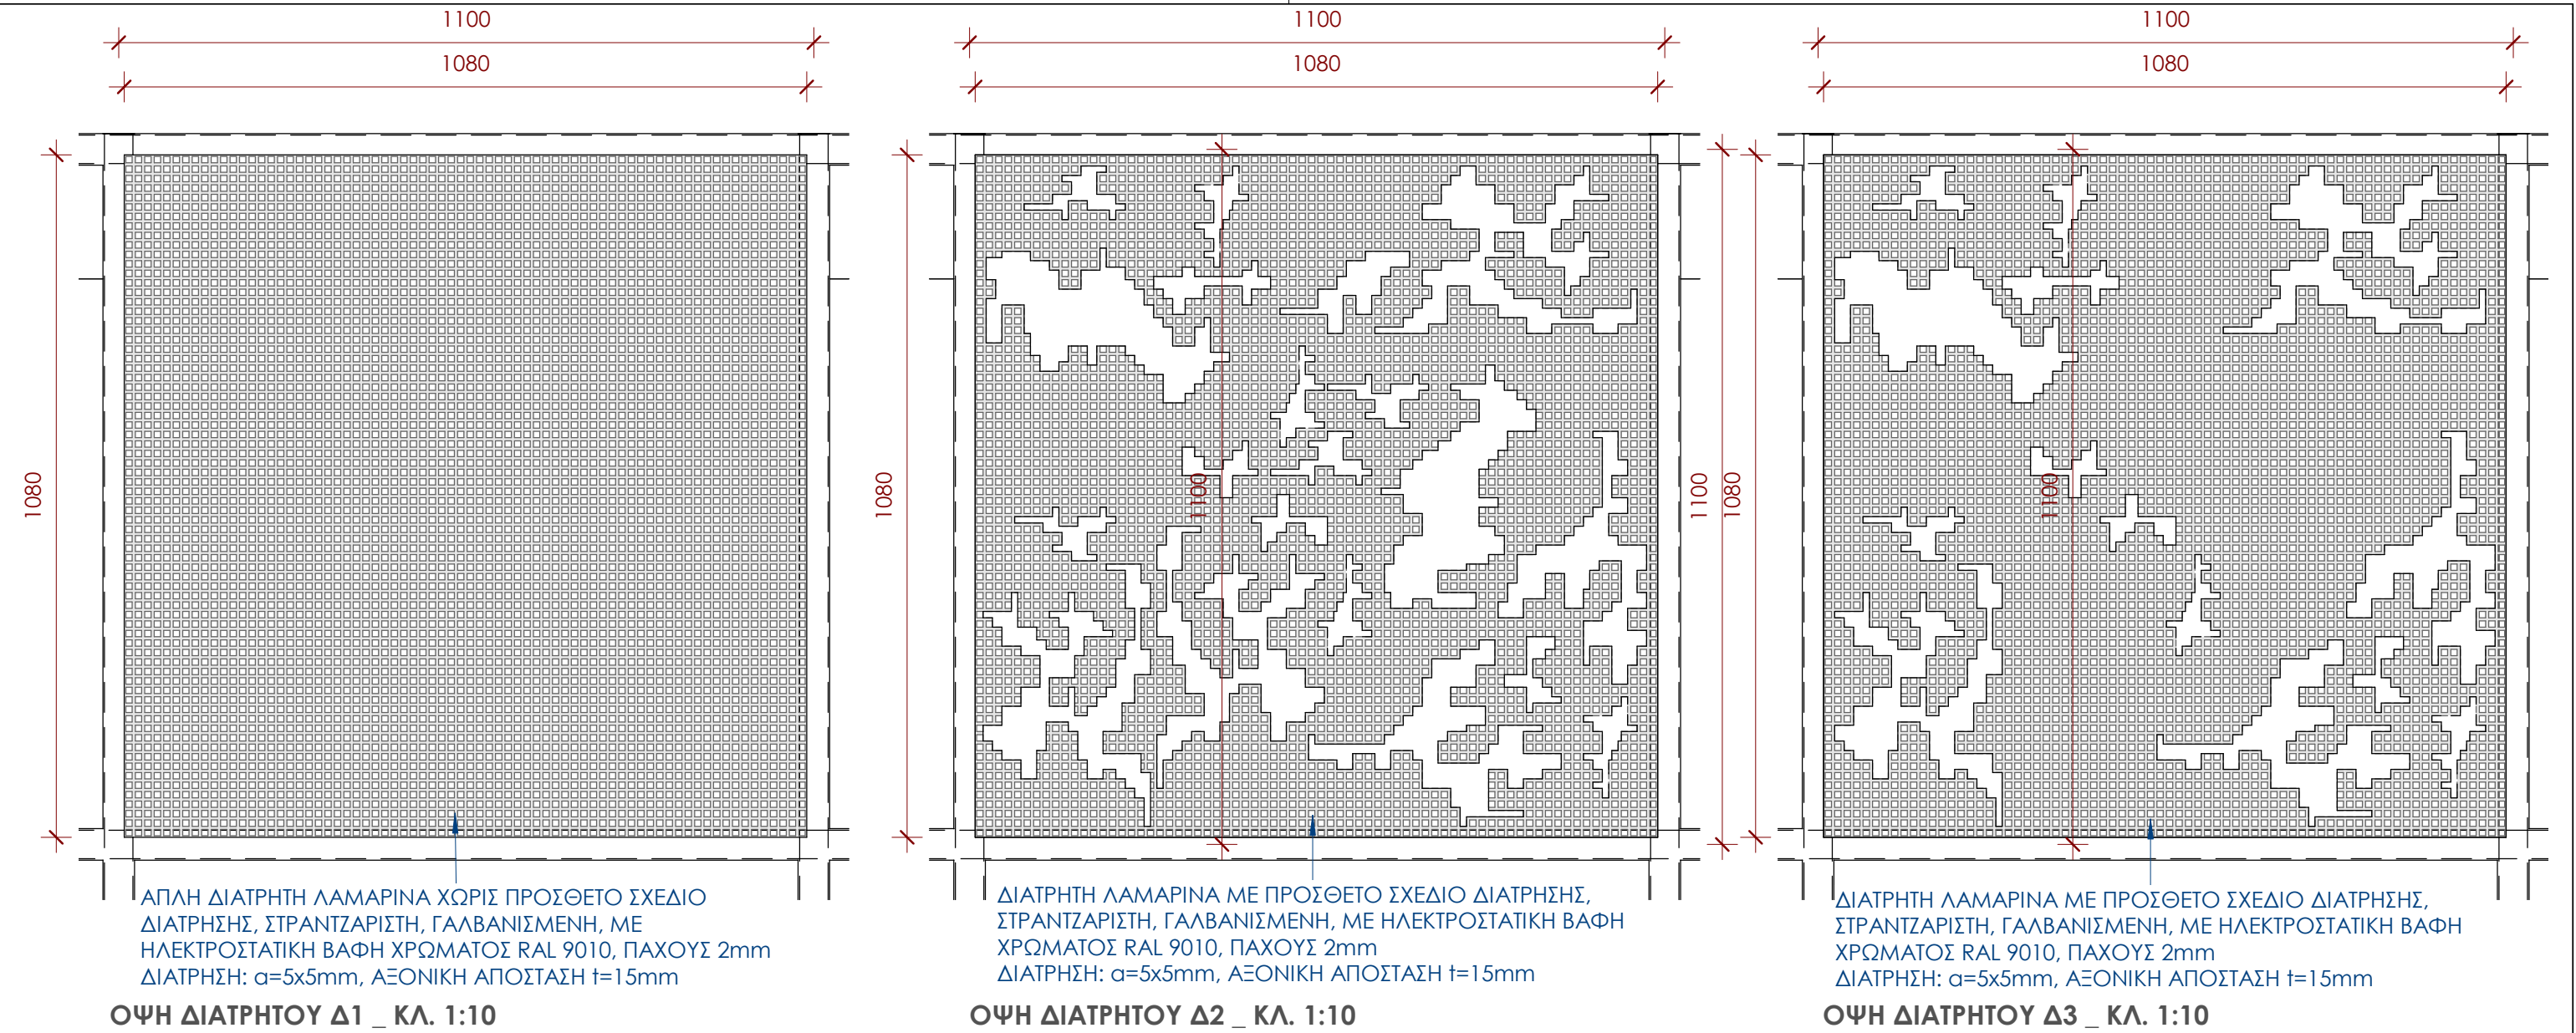 1100
1100
1100
1080
1080
1080
1080
1080
1100
1100
1080
1100
ΑΠΛΗ ΔΙΑΤΡΗΤΗ ΛΑΜΑΡΙΝΑ ΧΩΡΙΣ ΠΡΟΣΘΕΤΟ ΣΧΕΔΙΟ
ΔΙΑΤΡΗΣΗΣ, ΣΤΡΑΝΤΖΑΡΙΣΤΗ, ΓΑΛΒΑΝΙΣΜΕΝΗ, ΜΕ
ΗΛΕΚΤΡΟΣΤΑΤΙΚΗ ΒΑΦΗ ΧΡΩΜΑΤΟΣ RAL 9010, ΠΑΧΟΥΣ 2mm
ΔΙΑΤΡΗΣΗ: α=5x5mm, ΑΞΟΝΙΚΗ ΑΠΟΣΤΑΣΗ t=15mm
ΟΨΗ ΔΙΑΤΡΗΤΟΥ Δ1 _ ΚΛ. 1:10
ΔΙΑΤΡΗΤΗ ΛΑΜΑΡΙΝΑ ΜΕ ΠΡΟΣΘΕΤΟ ΣΧΕΔΙΟ ΔΙΑΤΡΗΣΗΣ,
ΣΤΡΑΝΤΖΑΡΙΣΤΗ, ΓΑΛΒΑΝΙΣΜΕΝΗ, ΜΕ ΗΛΕΚΤΡΟΣΤΑΤΙΚΗ ΒΑΦΗ
ΧΡΩΜΑΤΟΣ RAL 9010, ΠΑΧΟΥΣ 2mm
ΔΙΑΤΡΗΣΗ: α=5x5mm, ΑΞΟΝΙΚΗ ΑΠΟΣΤΑΣΗ t=15mm
ΟΨΗ ΔΙΑΤΡΗΤΟΥ Δ2 _ ΚΛ. 1:10
ΔΙΑΤΡΗΤΗ ΛΑΜΑΡΙΝΑ ΜΕ ΠΡΟΣΘΕΤΟ ΣΧΕΔΙΟ ΔΙΑΤΡΗΣΗΣ,
ΣΤΡΑΝΤΖΑΡΙΣΤΗ, ΓΑΛΒΑΝΙΣΜΕΝΗ, ΜΕ ΗΛΕΚΤΡΟΣΤΑΤΙΚΗ ΒΑΦΗ
ΧΡΩΜΑΤΟΣ RAL 9010, ΠΑΧΟΥΣ 2mm
ΔΙΑΤΡΗΣΗ: α=5x5mm, ΑΞΟΝΙΚΗ ΑΠΟΣΤΑΣΗ t=15mm
ΟΨΗ ΔΙΑΤΡΗΤΟΥ Δ3 _ ΚΛ. 1:10